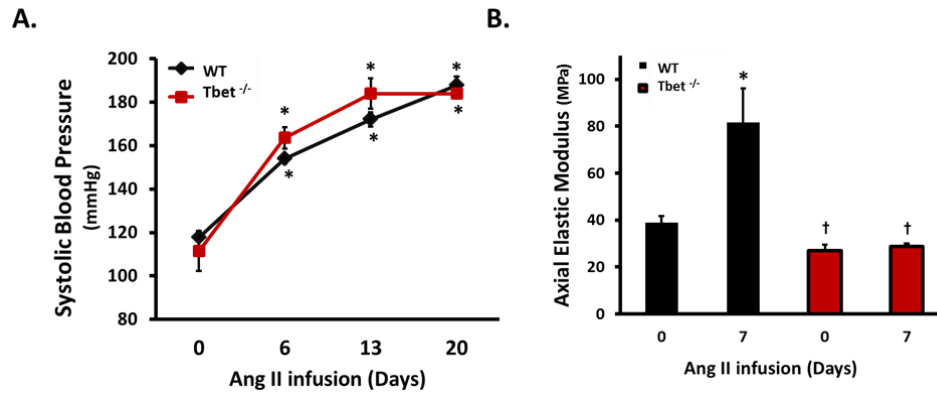 A.
Systolic Blood Pressure
(mmHg)
200
180
160
140
120
100
80
WT
Tbet -/-
*
*
*
*
*
*
0 6 13 20
Ang II infusion (Days)
B.
Axial Elastic Modulus (MPa)
100
80
60
40
20
0
WT
Tbet -/-
*
†
†
0 7 0 7
Ang II infusion (Days)